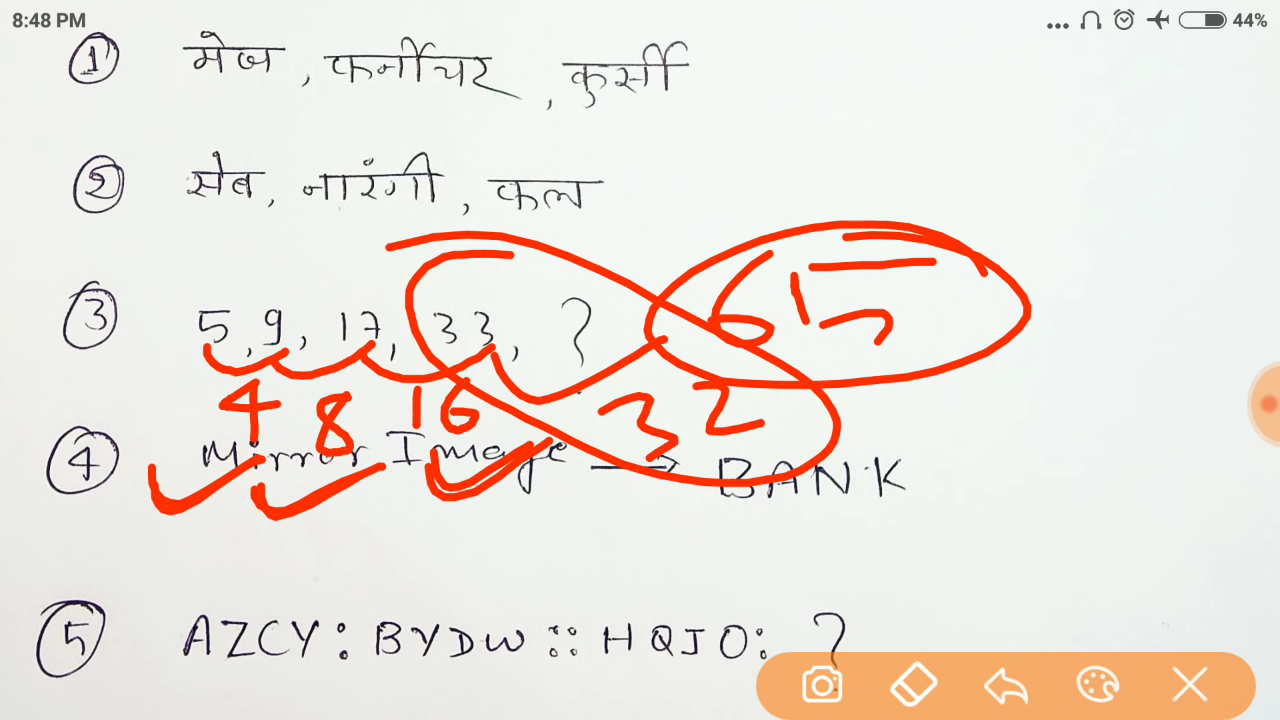 8:48 PM ... 44%
① मेज, फर्नीचर, कुर्सी
② सेब, नारंगी, फल
③ 5, 9, 17, 33, ? 65
4 8 16 32
④ Mirror Image → BANK
⑤ AZCY : BYDW :: HQJO: ?